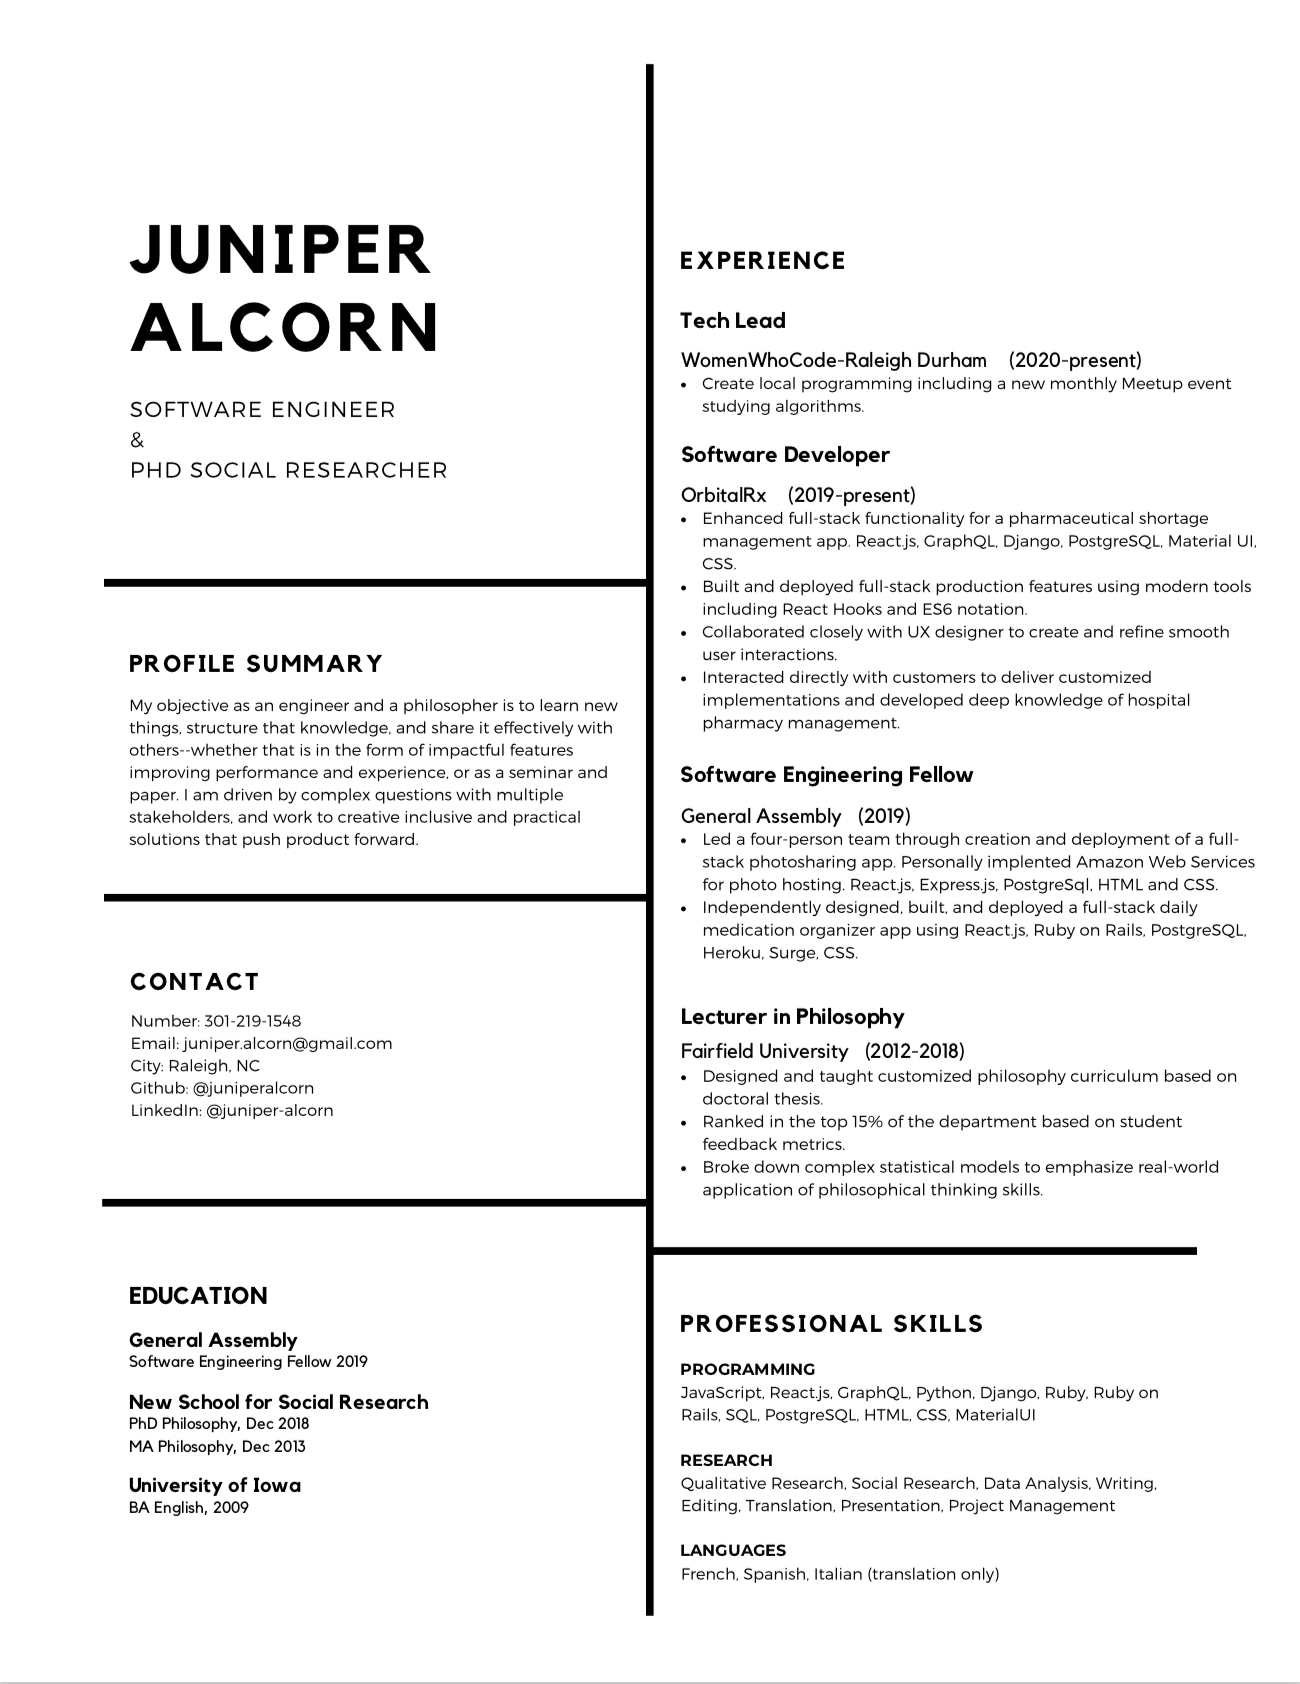 JUNIPER
ALCORN
SOFTWARE ENGINEER
&
PHD SOCIAL RESEARCHER
PROFILE SUMMARY
My objective as an engineer and a philosopher is to learn new
things, structure that knowledge, and share it effectively with
others--whether that is in the form of impactful features
improving performance and experience, or as a seminar and
paper. I am driven by complex questions with multiple
stakeholders, and work to creative inclusive and practical
solutions that push product forward.
CONTACT
Number: 301-219-1548
Email: juniper.alcorn@gmail.com
City: Raleigh, NC
Github: @juniperalcorn
LinkedIn: @juniper-alcorn
EDUCATION
General Assembly
Software Engineering Fellow 2019
New School for Social Research
PhD Philosophy, Dec 2018
MA Philosophy, Dec 2013
University of Iowa
BA English, 2009
EXPERIENCE
Tech Lead
WomenWhoCode-Raleigh Durham (2020-present)
• Create local programming including a new monthly Meetup event
studying algorithms.
Software Developer
OrbitalRx (2019-present)
• Enhanced full-stack functionality for a pharmaceutical shortage
management app. React.js, GraphQL, Django, PostgreSQL, Material UI,
CSS.
• Built and deployed full-stack production features using modern tools
including React Hooks and ES6 notation.
• Collaborated closely with UX designer to create and refine smooth
user interactions.
• Interacted directly with customers to deliver customized
implementations and developed deep knowledge of hospital
pharmacy management.
Software Engineering Fellow
General Assembly (2019)
• Led a four-person team through creation and deployment of a full-
stack photosharing app. Personally implented Amazon Web Services
for photo hosting. React.js, Express.js, PostgreSql, HTML and CSS.
• Independently designed, built, and deployed a full-stack daily
medication organizer app using React.js, Ruby on Rails, PostgreSQL,
Heroku, Surge, CSS.
Lecturer in Philosophy
Fairfield University (2012-2018)
• Designed and taught customized philosophy curriculum based on
doctoral thesis.
• Ranked in the top 15% of the department based on student
feedback metrics.
• Broke down complex statistical models to emphasize real-world
application of philosophical thinking skills.
PROFESSIONAL SKILLS
PROGRAMMING
JavaScript, React.js, GraphQL, Python, Django, Ruby, Ruby on
Rails, SQL, PostgreSQL, HTML, CSS, MaterialUI
RESEARCH
Qualitative Research, Social Research, Data Analysis, Writing,
Editing, Translation, Presentation, Project Management
LANGUAGES
French, Spanish, Italian (translation only)